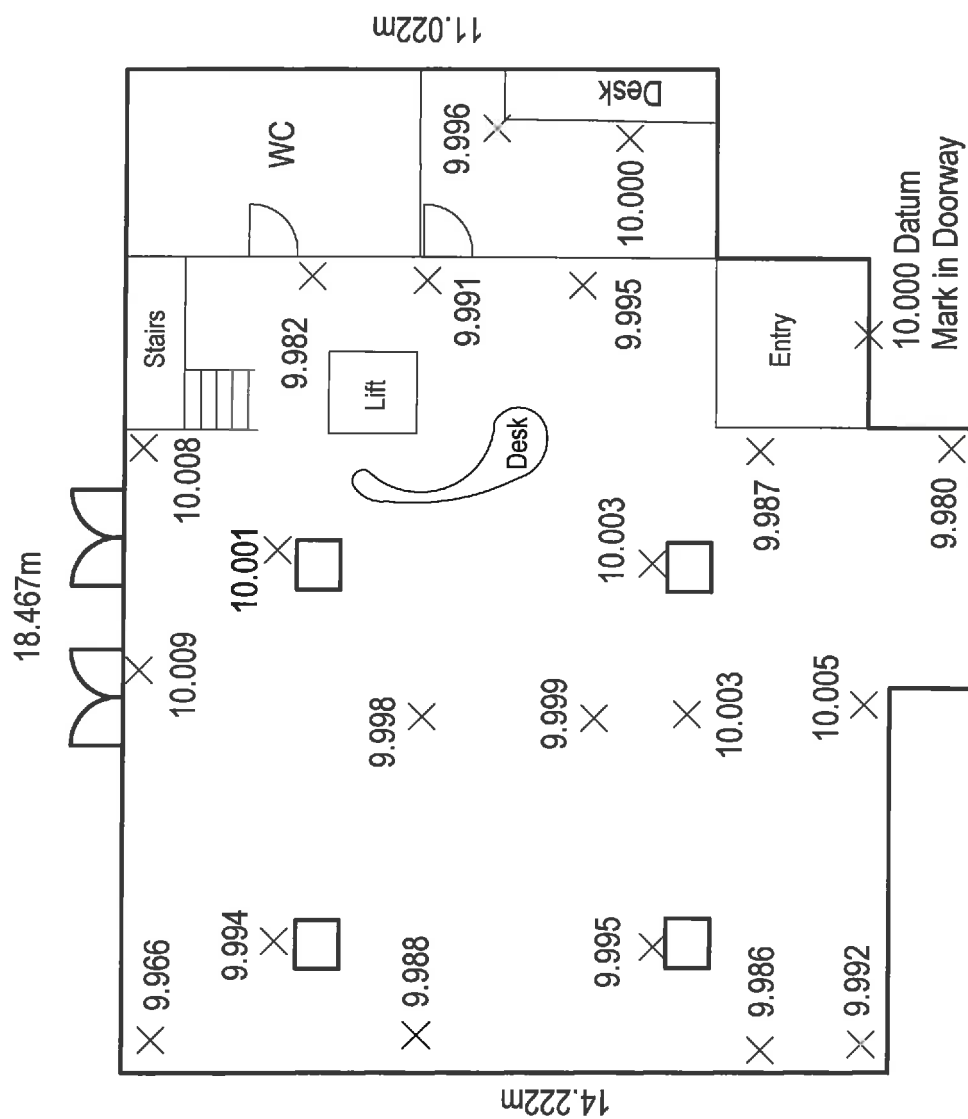 11.022m
WC
Desk
9.996
10.000
10.000 Datum
Mark in Doorway
Stairs
9.982
9.991
9.995
Entry
Lift
Desk
10.008
18.467m
10.001
10.003
9.987
9.980
10.009
9.998
9.999
10.003
10.005
9.966
9.994
9.988
9.995
9.986
9.992
14.222m